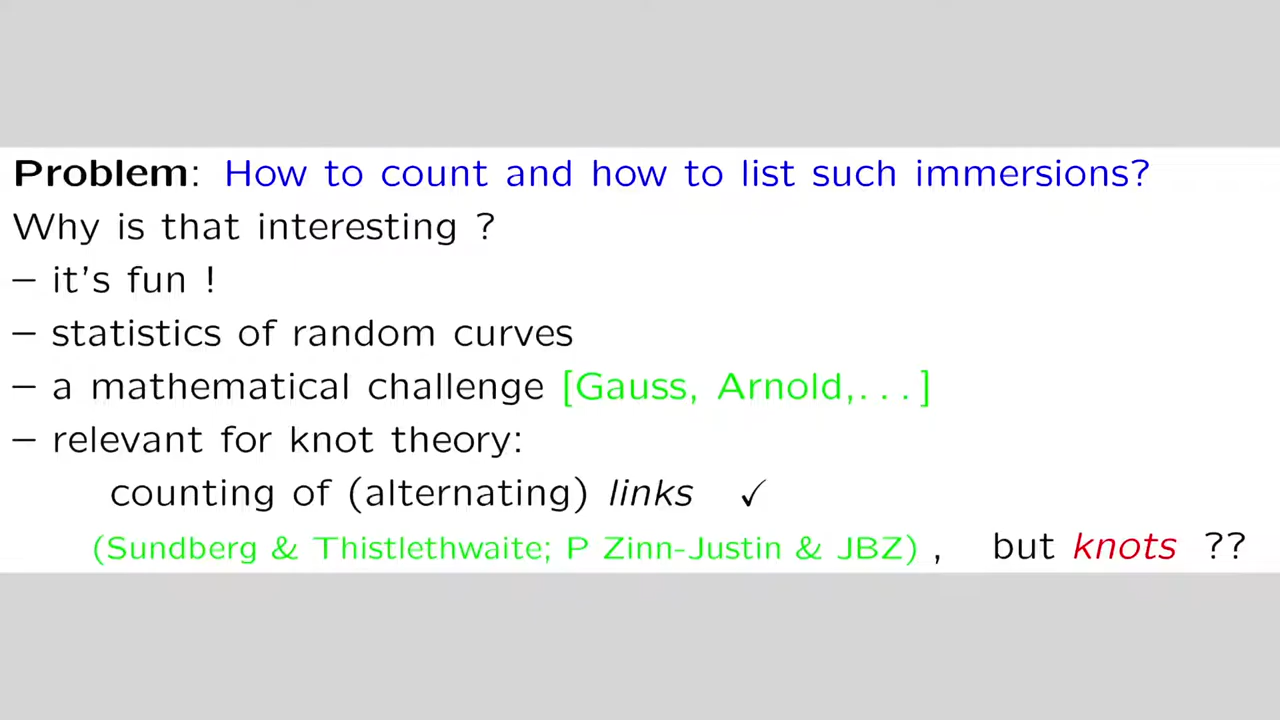 Problem: How to count and how to list such immersions?
Why is that interesting ?
– it's fun !
– statistics of random curves
– a mathematical challenge [Gauss, Arnold,. . . ]
– relevant for knot theory:
counting of (alternating) links ✓
(Sundberg & Thistlethwaite; P Zinn-Justin & JBZ) , but knots ??